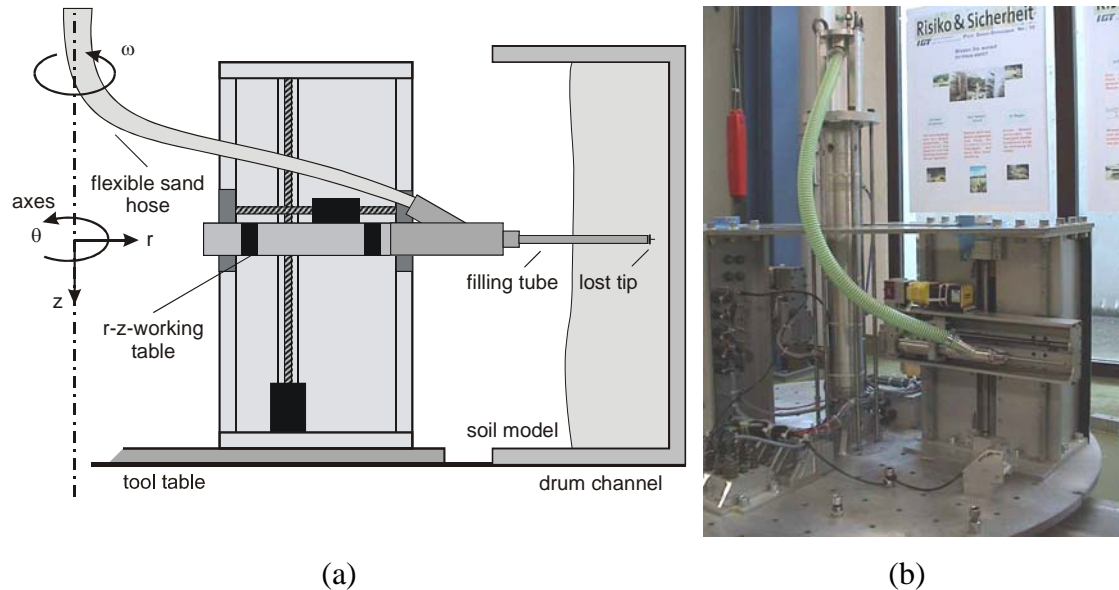 ω
flexible sand
hose
axes
θ
r
z
filling tube
lost tip
r-z-working
table
soil model
tool table
drum channel
Risiko & Sicherheit
IGT
(a)
(b)